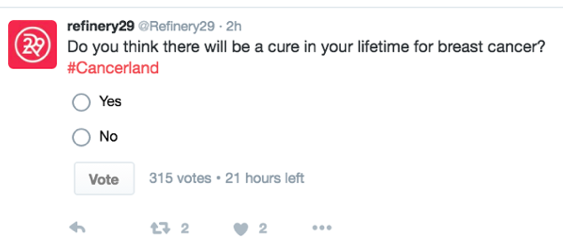 refinery29 @Refinery29 · 2h
29
Do you think there will be a cure in your lifetime for breast cancer?
#Cancerland
Yes
No
Vote 315 votes • 21 hours left
2 2